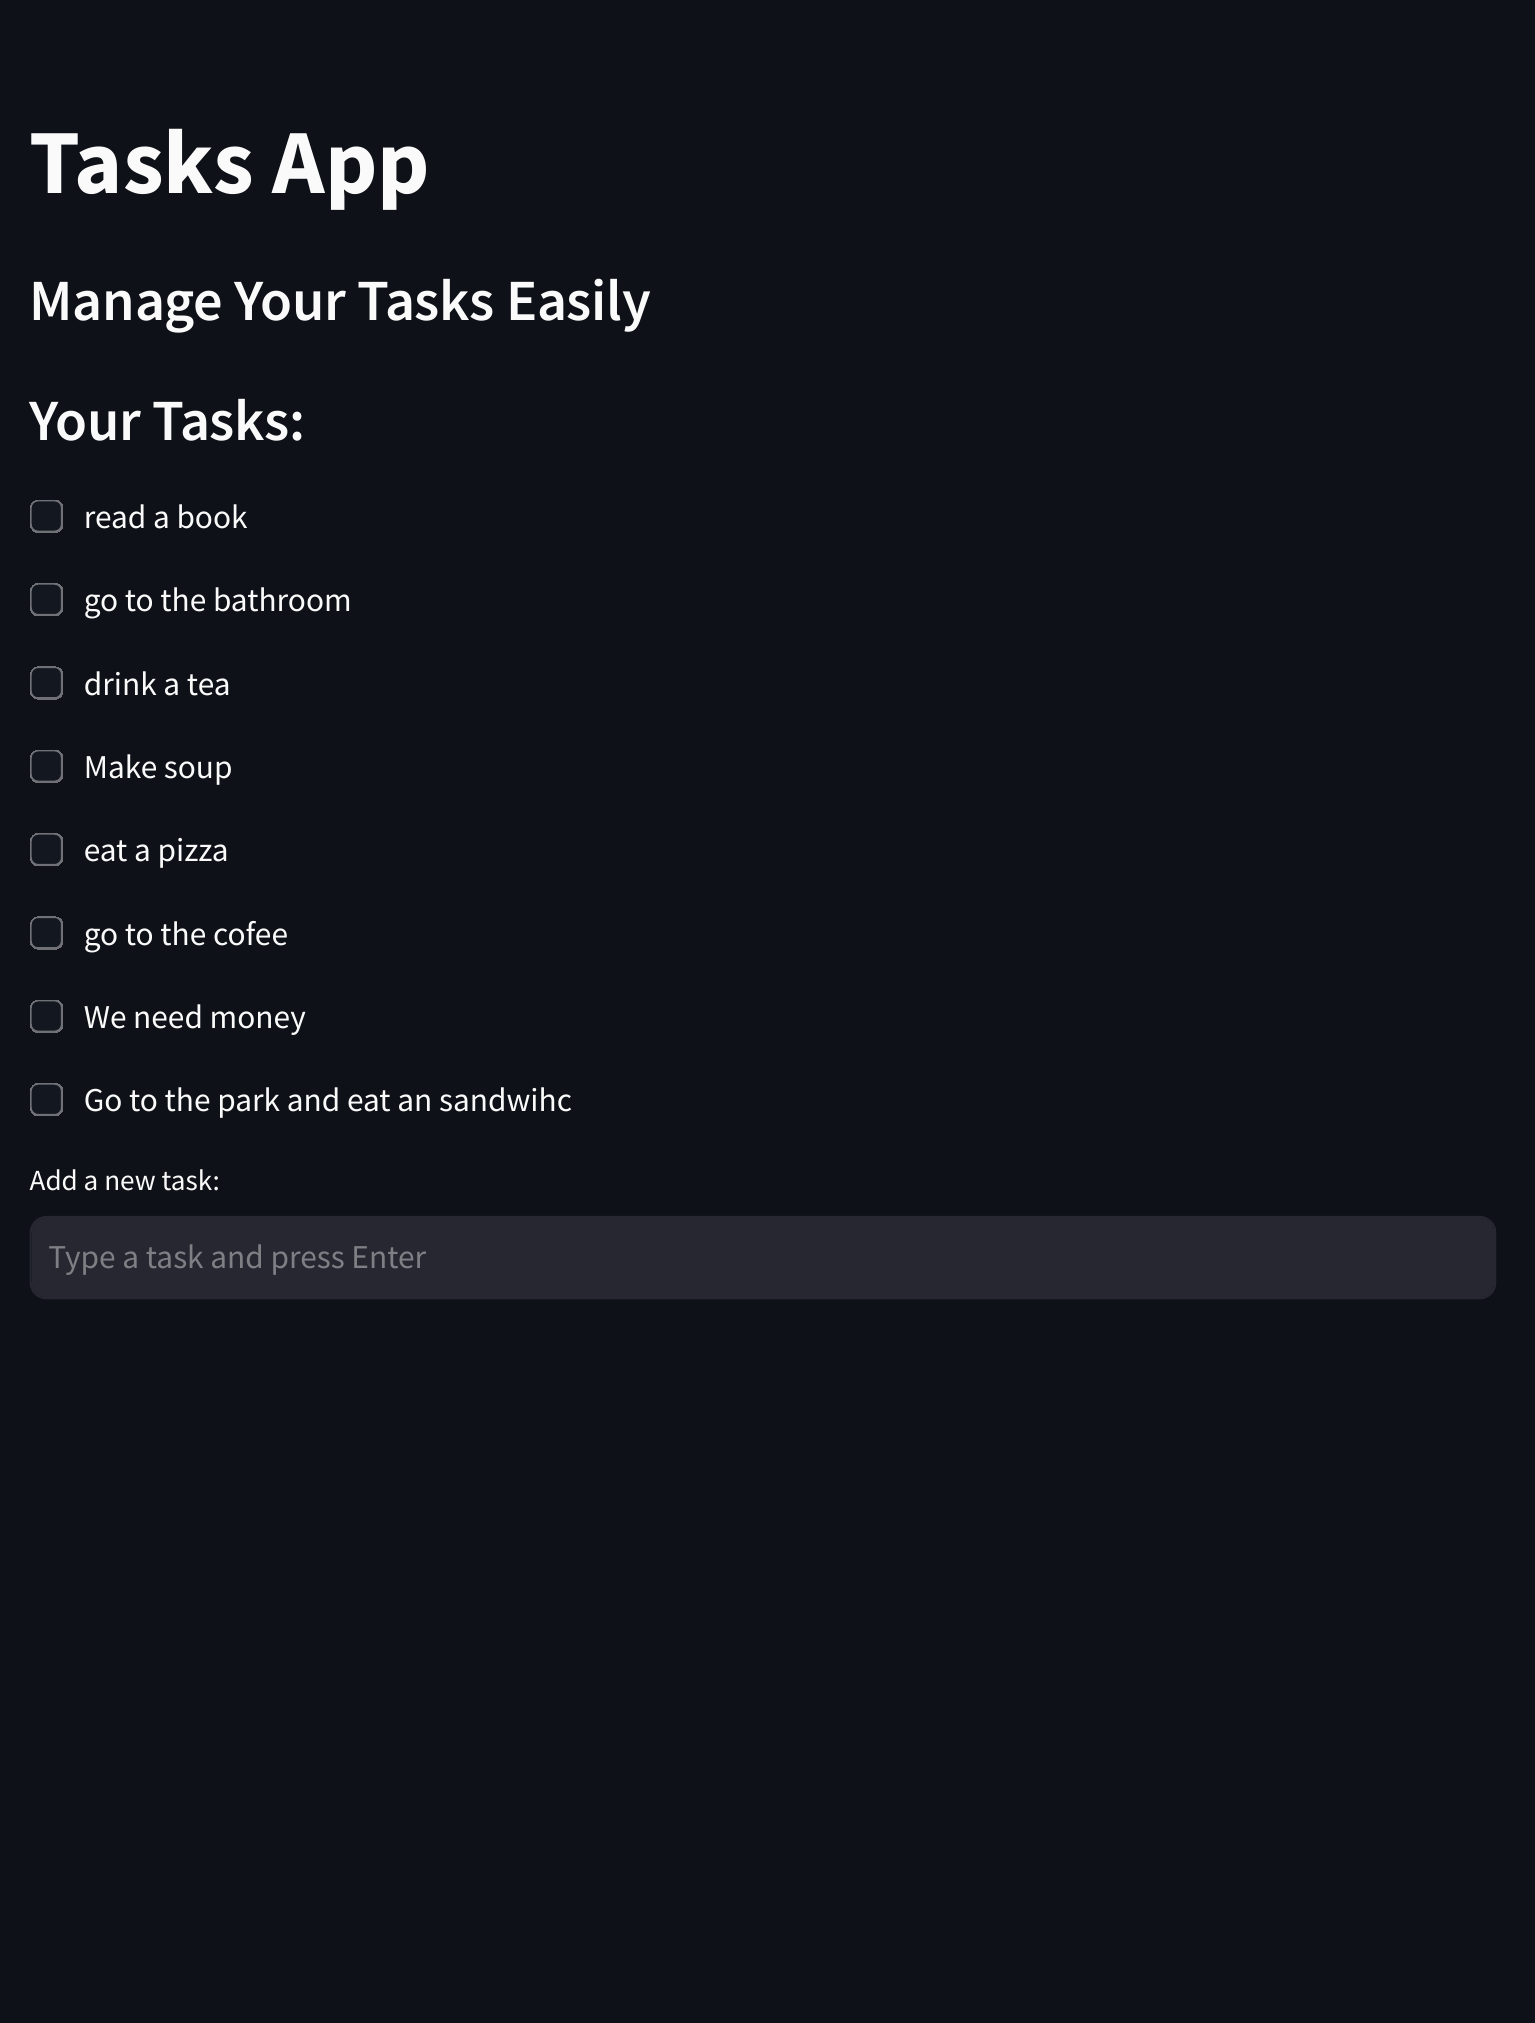 Tasks App
Manage Your Tasks Easily
Your Tasks:
read a book
go to the bathroom
drink a tea
Make soup
eat a pizza
go to the cofee
We need money
Go to the park and eat an sandwihc
Add a new task:
Type a task and press Enter